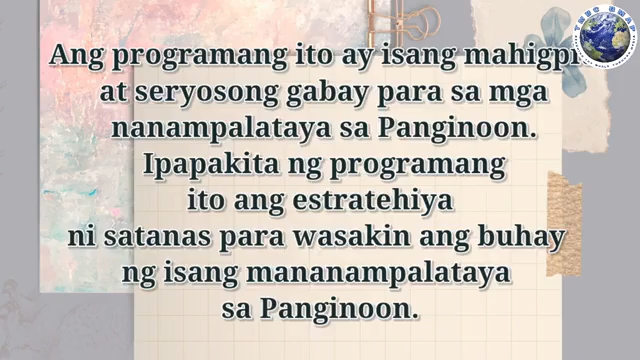 Ang programang ito ay isang mahigpi
at seryosong gabay para sa mga
nanampalataya sa Panginoon.
Ipapakita ng programang
ito ang estratehiya
ni satanas para wasakin ang buhay
ng isang mananampalataya
sa Panginoon.